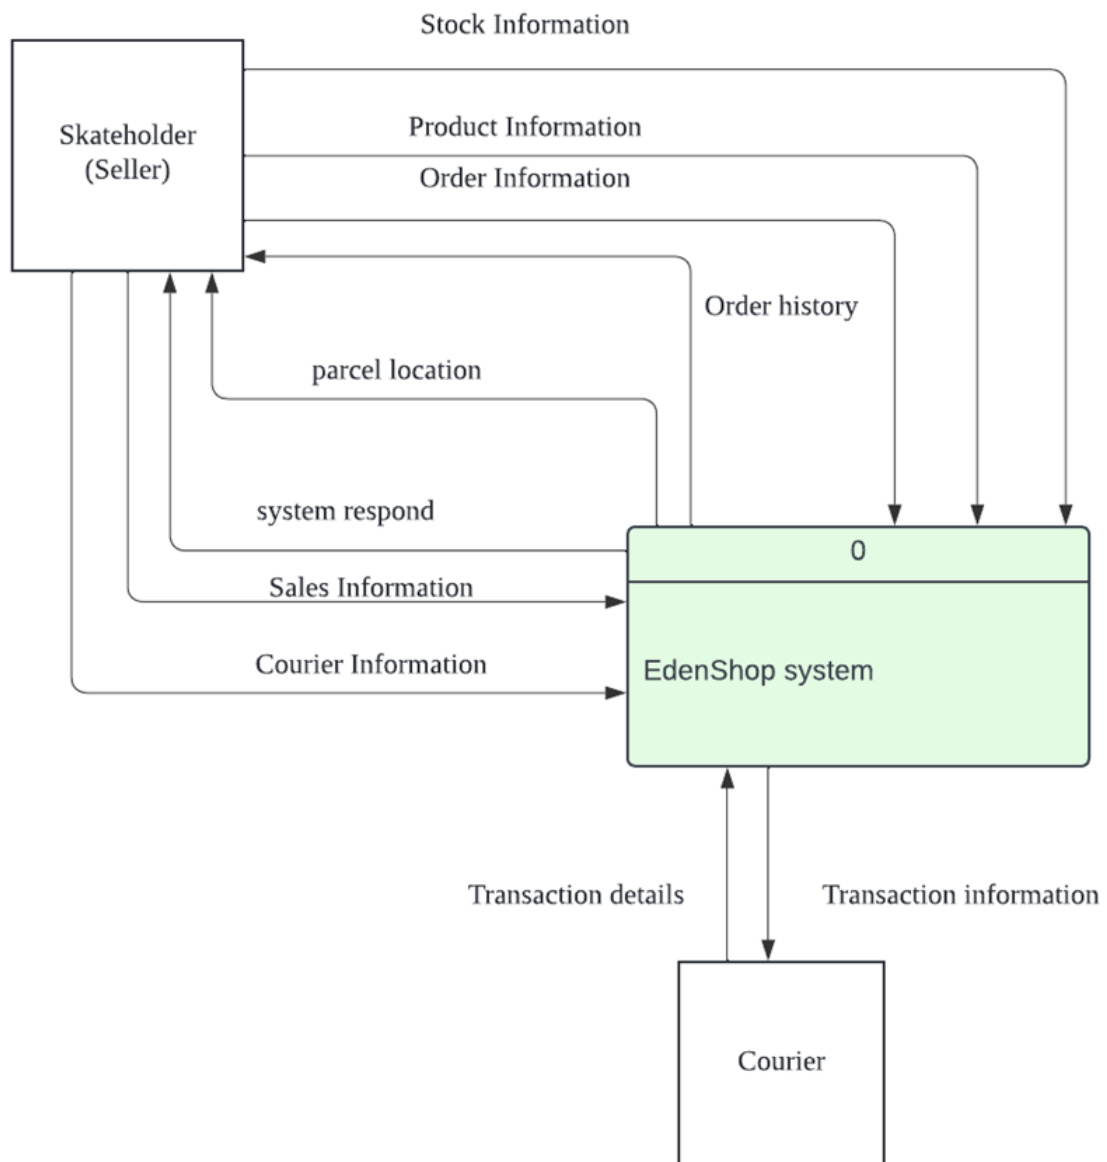 Stock Information
Skateholder
(Seller)
Product Information
Order Information
Order history
parcel location
system respond
0
Sales Information
Courier Information
EdenShop system
Transaction details
Transaction information
Courier